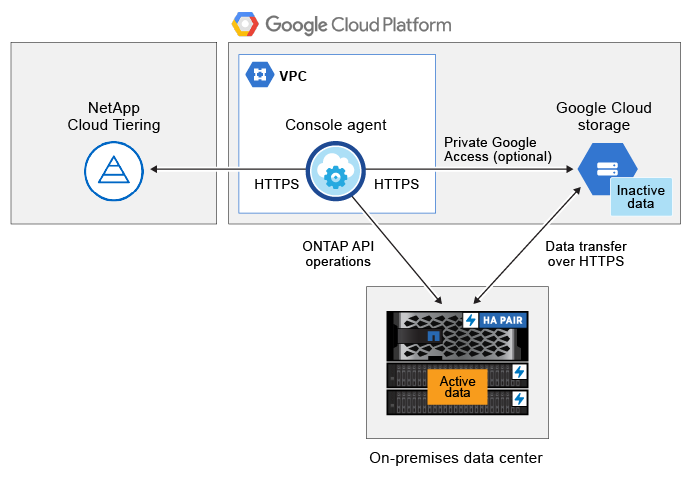 Google Cloud Platform
NetApp
Cloud Tiering
VPC
Console agent
Google Cloud
storage
Private Google
Access (optional)
HTTPS
HTTPS
Inactive
data
ONTAP API
operations
Data transfer
over HTTPS
HA PAIR
Active
data
On-premises data center